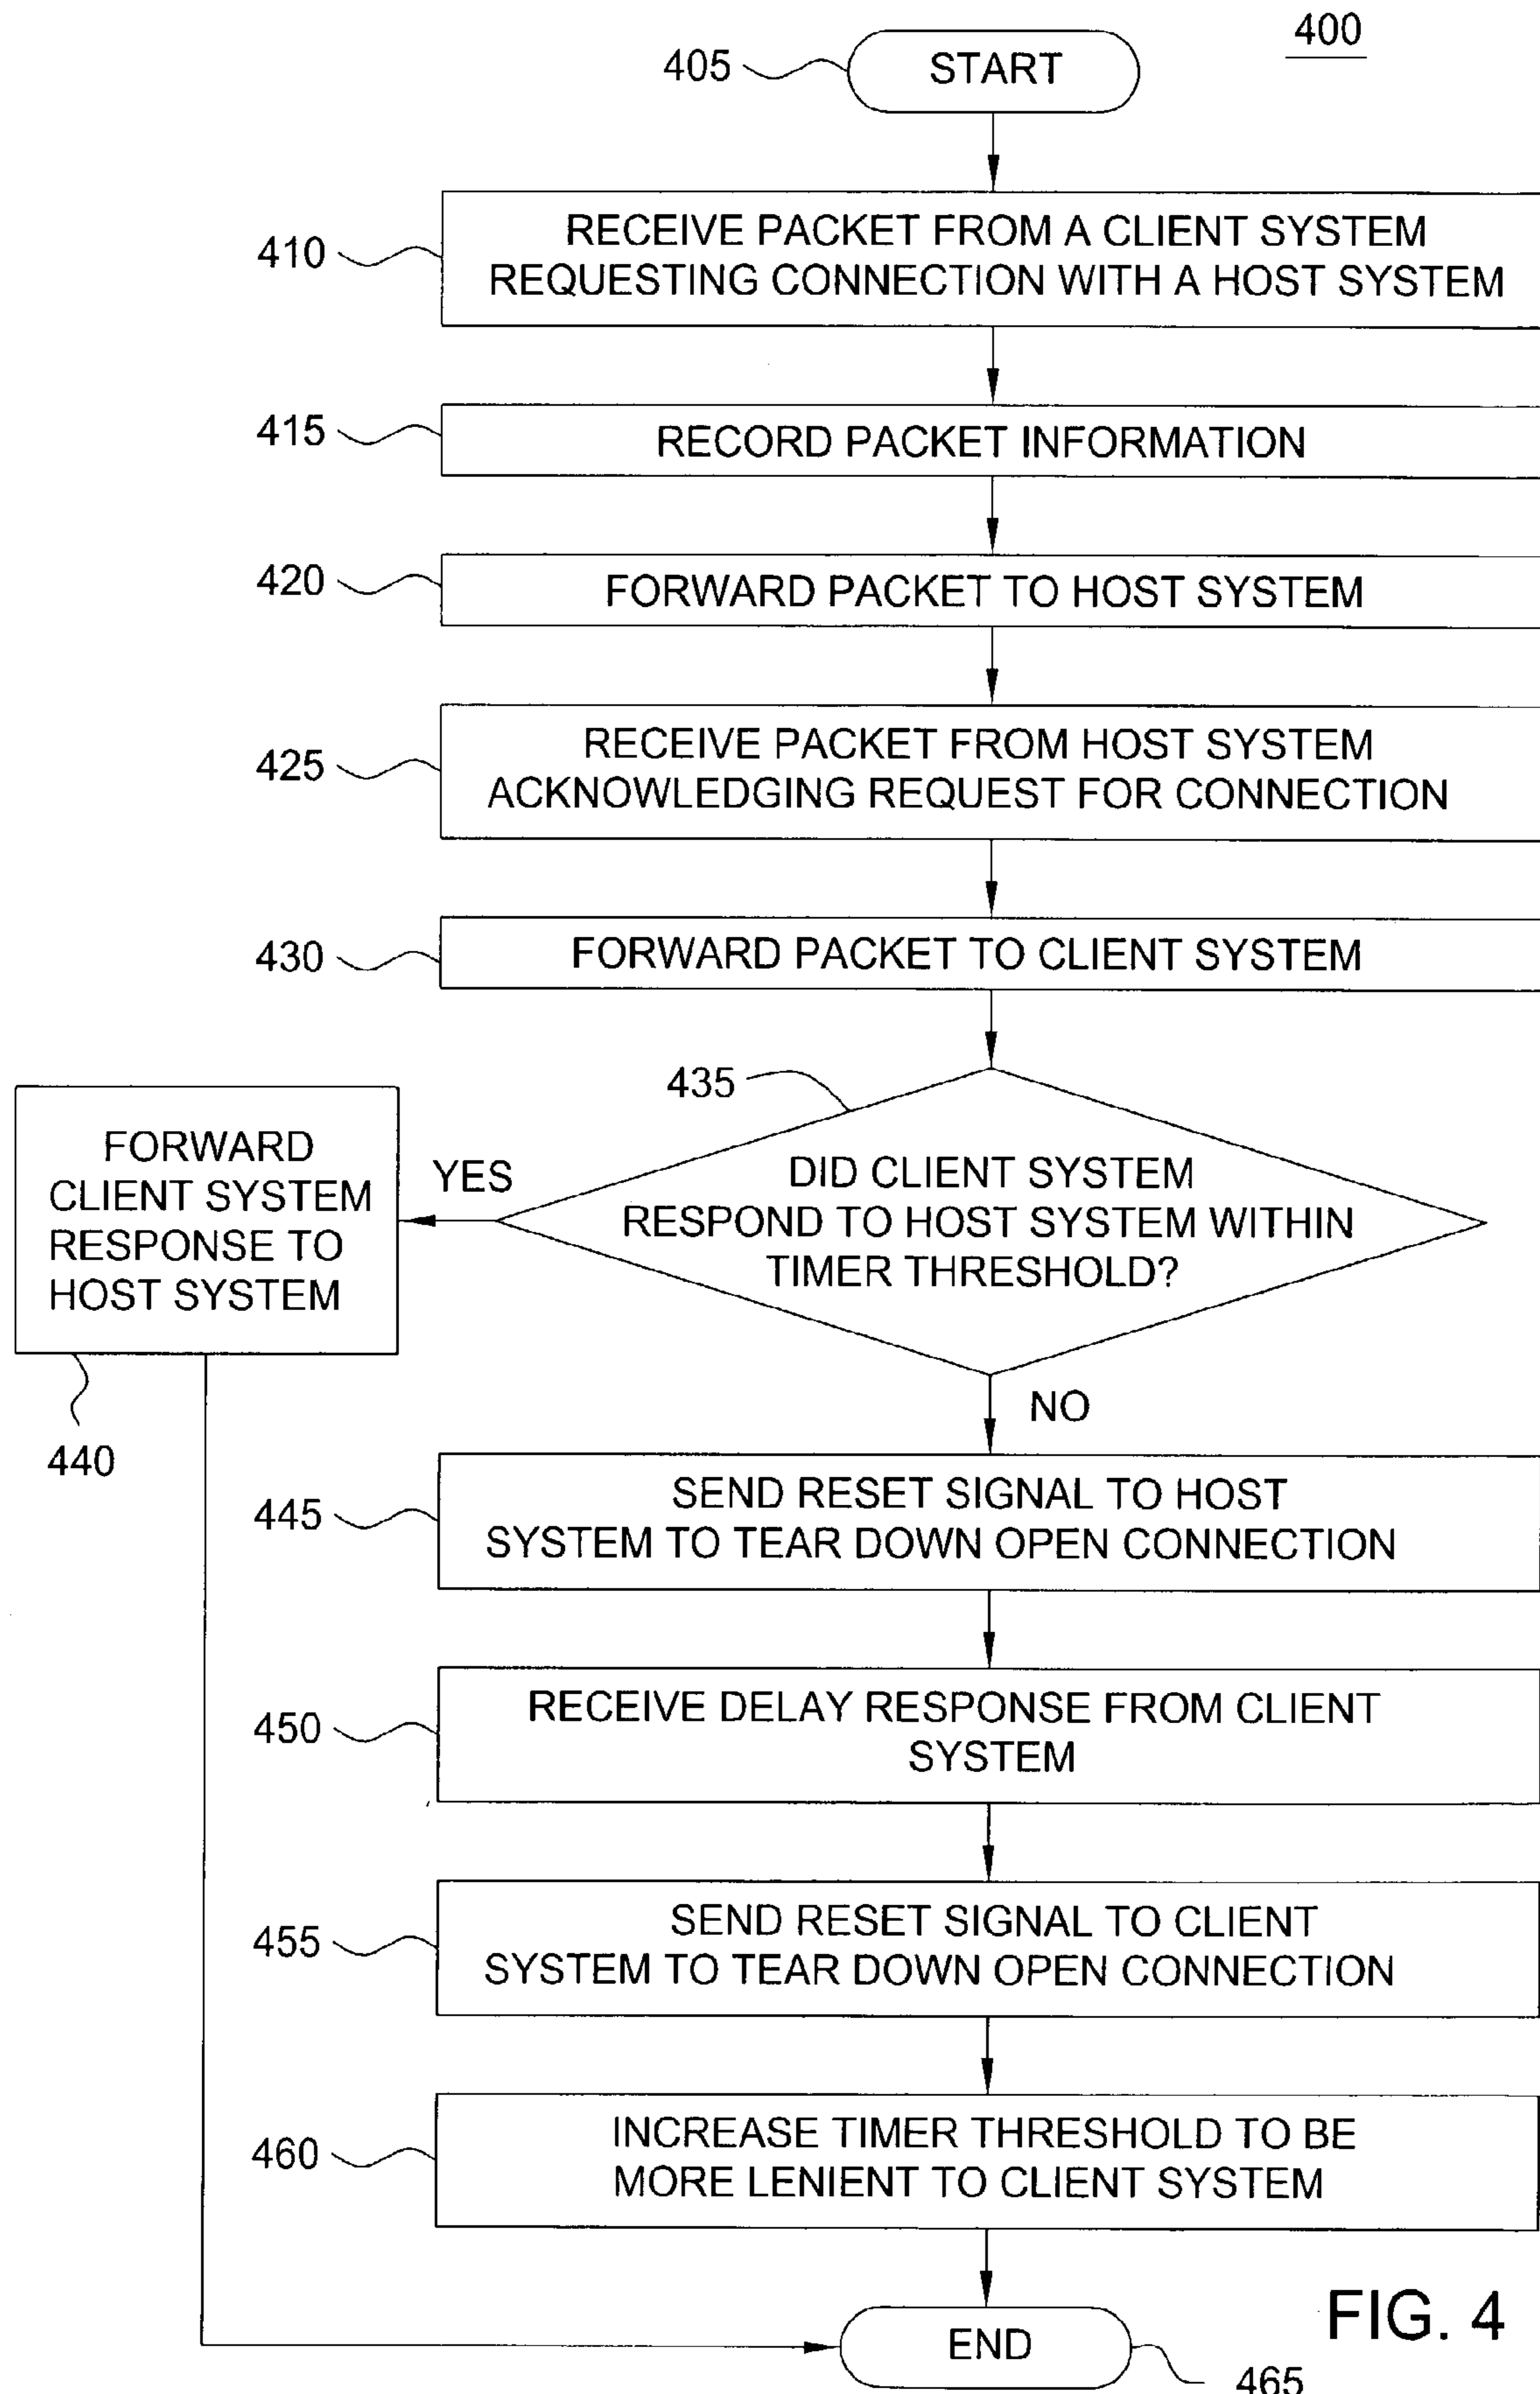 400
405
START
410
RECEIVE PACKET FROM A CLIENT SYSTEM
REQUESTING CONNECTION WITH A HOST SYSTEM
415
RECORD PACKET INFORMATION
420
FORWARD PACKET TO HOST SYSTEM
425
RECEIVE PACKET FROM HOST SYSTEM
ACKNOWLEDGING REQUEST FOR CONNECTION
430
FORWARD PACKET TO CLIENT SYSTEM
435
DID CLIENT SYSTEM
RESPOND TO HOST SYSTEM WITHIN
TIMER THRESHOLD?
YES
FORWARD
CLIENT SYSTEM
RESPONSE TO
HOST SYSTEM
440
NO
445
SEND RESET SIGNAL TO HOST
SYSTEM TO TEAR DOWN OPEN CONNECTION
450
RECEIVE DELAY RESPONSE FROM CLIENT
SYSTEM
455
SEND RESET SIGNAL TO CLIENT
SYSTEM TO TEAR DOWN OPEN CONNECTION
460
INCREASE TIMER THRESHOLD TO BE
MORE LENIENT TO CLIENT SYSTEM
END
465
FIG. 4